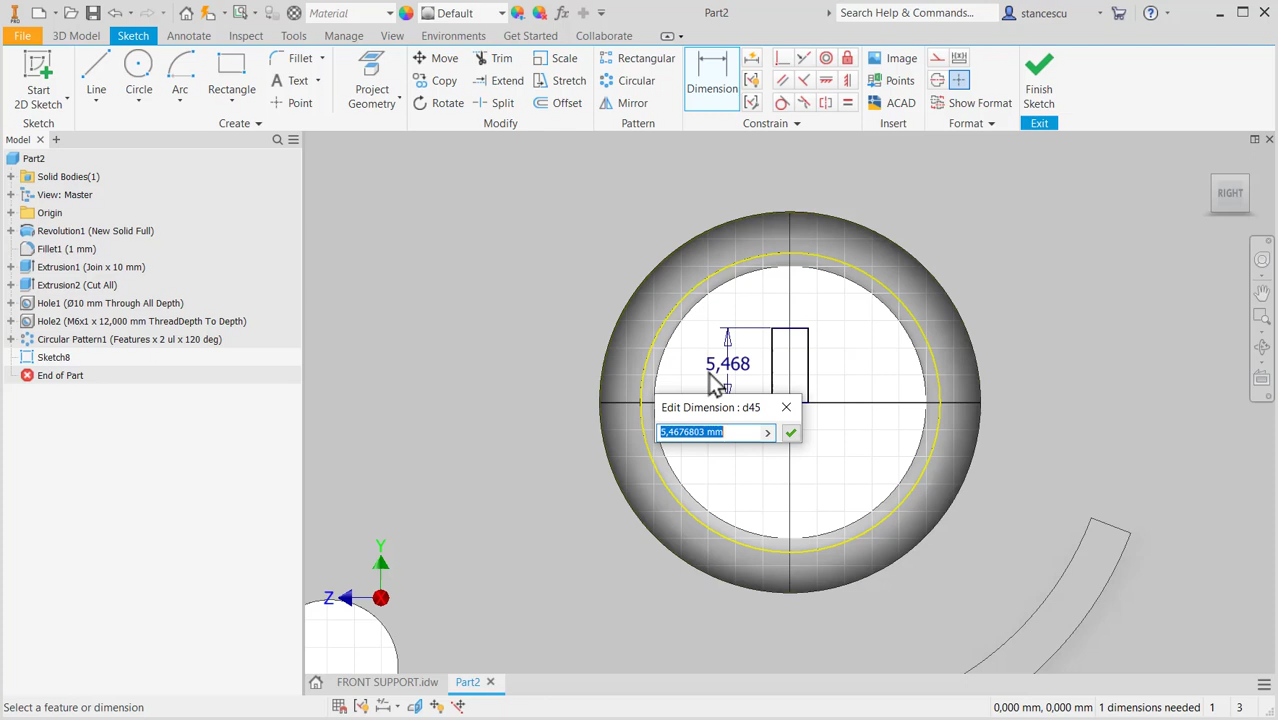 Material
Default
Part2
Search Help & Commands...
stancescu
PRO
File
3D Model
Sketch
Annotate
Inspect
Tools
Manage
View
Environments
Get Started
Collaborate
Start
2D Sketch
Line
Circle
Arc
Rectangle
Fillet
Text
Point
Project
Geometry
Move
Copy
Rotate
Trim
Extend
Split
Scale
Stretch
Offset
Rectangular
Circular
Mirror
Dimension
Image
Points
ACAD
Show Format
Finish
Sketch
Sketch
Create
Modify
Pattern
Constrain
Insert
Format
Exit
Model
Part2
Solid Bodies(1)
View: Master
Origin
Revolution1 (New Solid Full)
Fillet1 (1 mm)
Extrusion1 (Join x 10 mm)
Extrusion2 (Cut All)
Hole1 (Ø10 mm Through All Depth)
Hole2 (M6x1 x 12,000 mm ThreadDepth To Depth)
Circular Pattern1 (Features x 2 ul x 120 deg)
Sketch8
End of Part
RIGHT
5,468
Edit Dimension : d45
5,4676803 mm
Y
Z
X
FRONT SUPPORT.idw
Part2
Select a feature or dimension
0,000 mm, 0,000 mm
1 dimensions needed
1
3